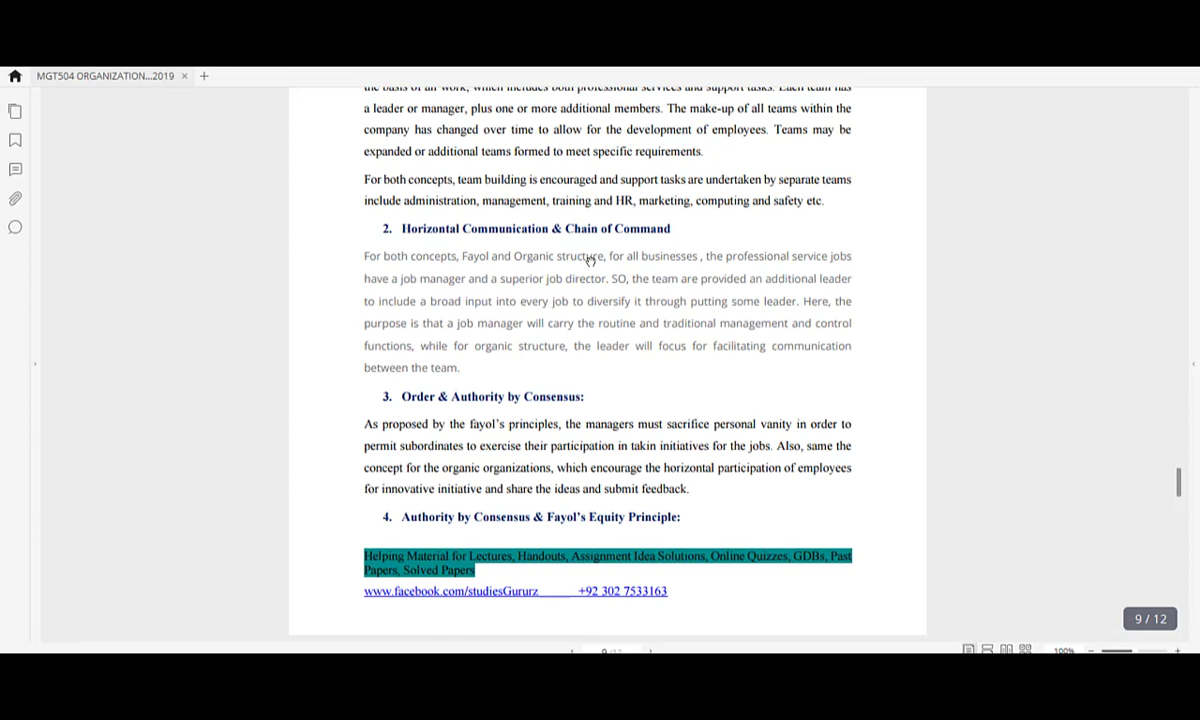 MGT504 ORGANIZATION...2019
a leader or manager, plus one or more additional members. The make-up of all teams within the
company has changed over time to allow for the development of employees. Teams may be
expanded or additional teams formed to meet specific requirements.
For both concepts, team building is encouraged and support tasks are undertaken by separate teams
include administration, management, training and HR, marketing, computing and safety etc.
2. Horizontal Communication & Chain of Command
For both concepts, Fayol and Organic structure, for all businesses , the professional service jobs
have a job manager and a superior job director. SO, the team are provided an additional leader
to include a broad input into every job to diversify it through putting some leader. Here, the
purpose is that a job manager will carry the routine and traditional management and control
functions, while for organic structure, the leader will focus for facilitating communication
between the team.
3. Order & Authority by Consensus:
As proposed by the fayol's principles, the managers must sacrifice personal vanity in order to
permit subordinates to exercise their participation in takin initiatives for the jobs. Also, same the
concept for the organic organizations, which encourage the horizontal participation of employees
for innovative initiative and share the ideas and submit feedback.
4. Authority by Consensus & Fayol's Equity Principle:
Helping Material for Lectures, Handouts, Assignment Idea Solutions, Online Quizzes, GDBs, Past
Papers, Solved Papers
www.facebook.com/studiesGururz +92 302 7533163
9 / 12
100%